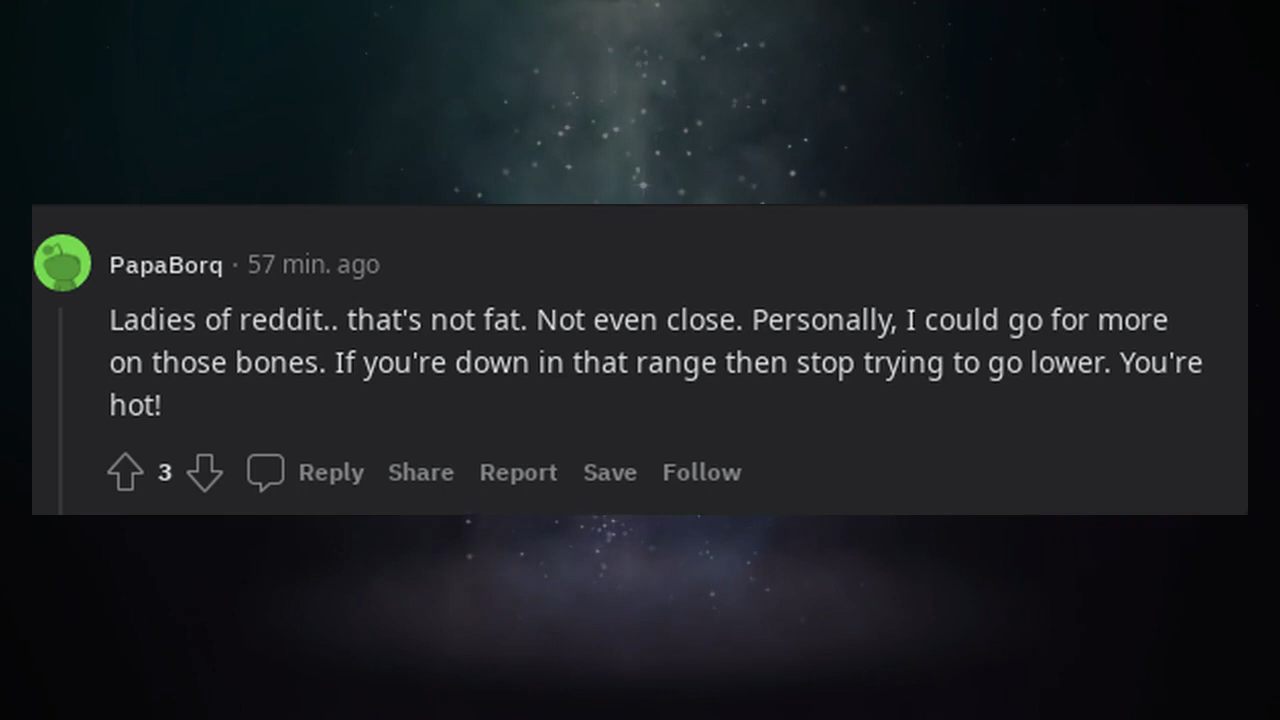 PapaBorq · 57 min. ago
Ladies of reddit.. that's not fat. Not even close. Personally, I could go for more
on those bones. If you're down in that range then stop trying to go lower. You're
hot!
3 Reply Share Report Save Follow